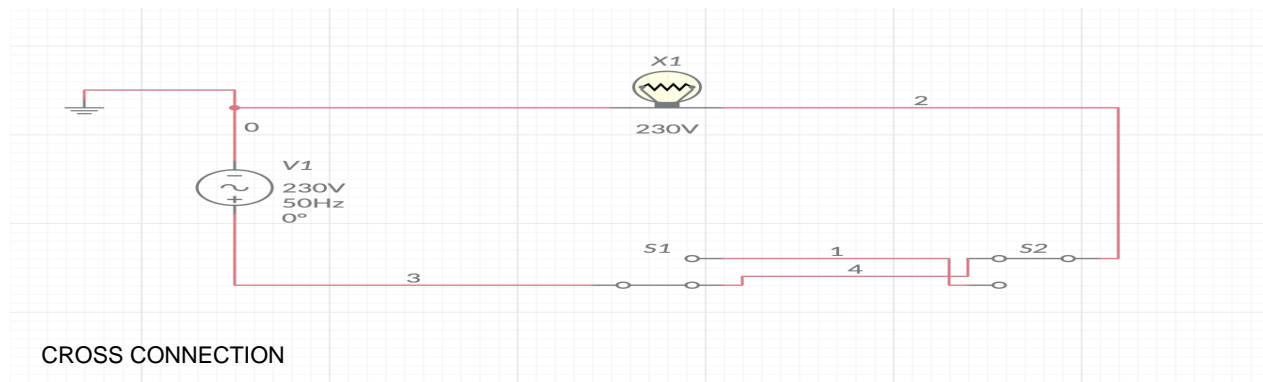 X1
2
230V
0
V1
230V
50Hz
0°
S1
1
S2
4
3
CROSS CONNECTION